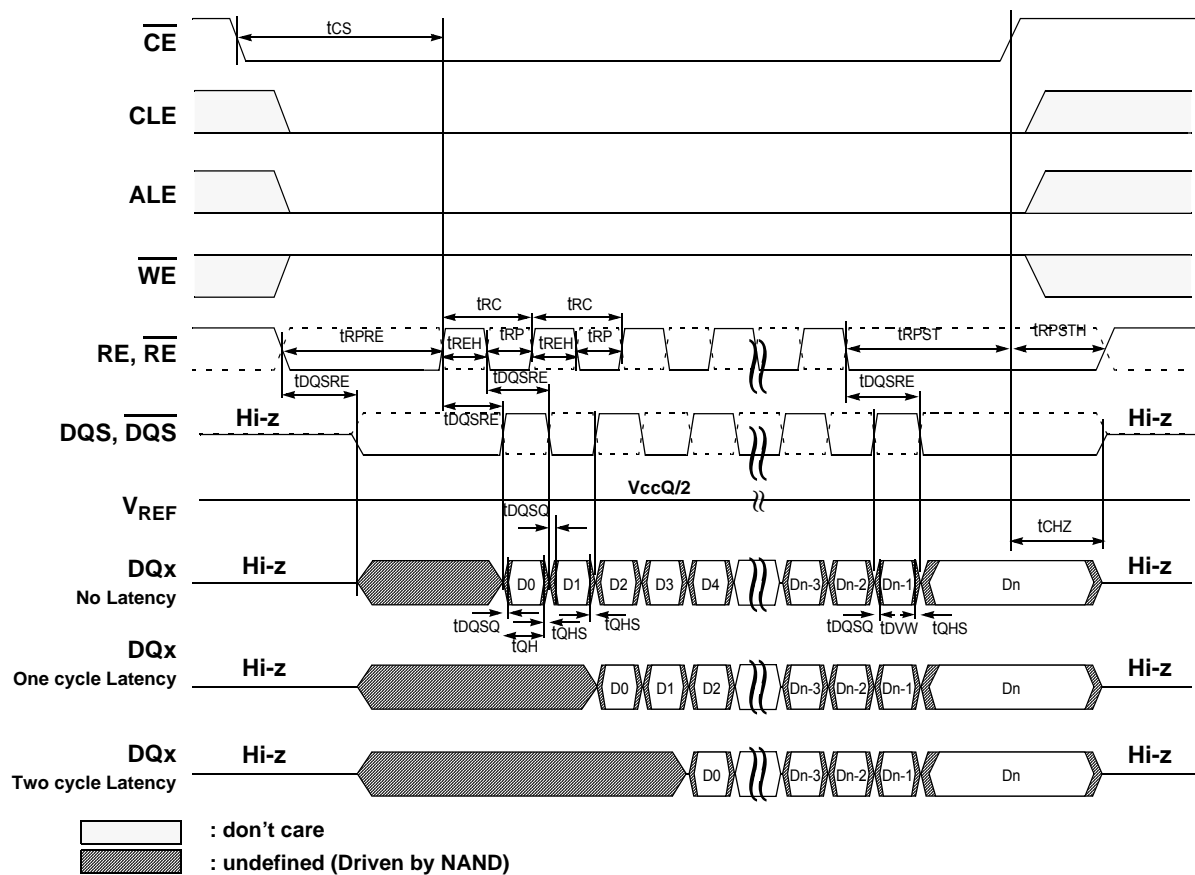 CE
tCS
CLE
ALE
WE
tRC tRC
RE, RE tRPRE tREH tRP tREH tRP tRPST tRPSTH
tDQSRE tDQSRE tDQSRE
tDQSRE
DQS, DQS Hi-z Hi-z
VREF VccQ/2
tDQSQ
tCHZ
DQx Hi-z D0 D1 D2 D3 D4 Dn-3 Dn-2 Dn-1 Dn Hi-z
No Latency
tDQSQ tQHS tQHS tDQSQ tDVW tQHS
tQH
DQx Hi-z D0 D1 D2 Dn-3 Dn-2 Dn-1 Dn Hi-z
One cycle Latency
DQx Hi-z D0 Dn-3 Dn-2 Dn-1 Dn Hi-z
Two cycle Latency
: don't care
: undefined (Driven by NAND)